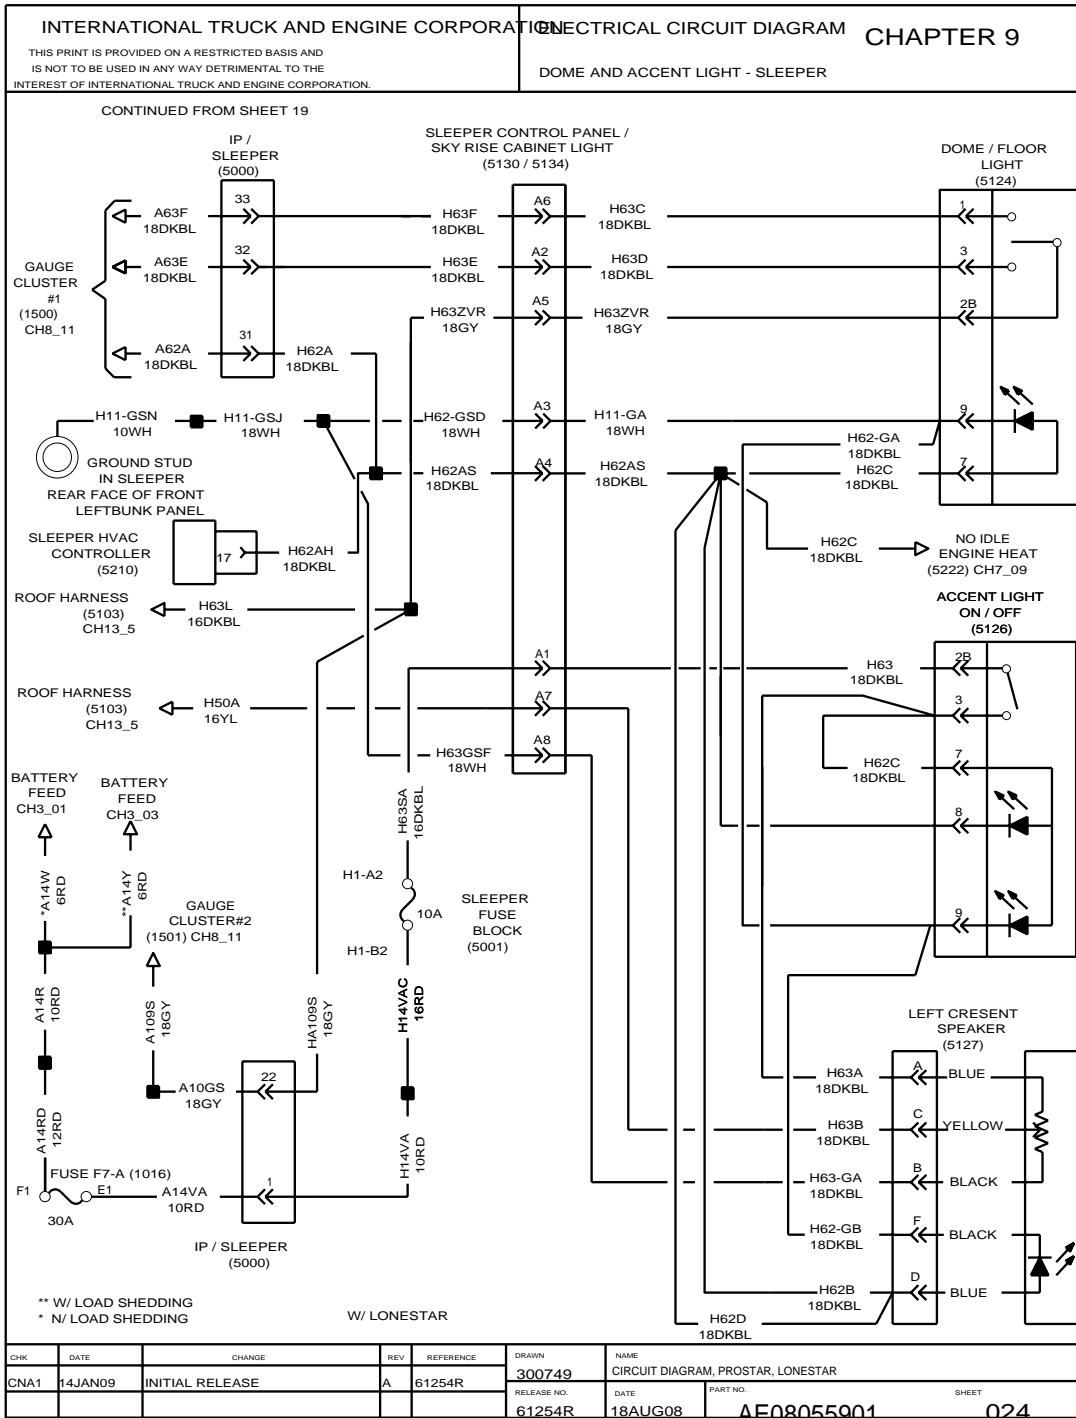 INTERNATIONAL TRUCK AND ENGINE CORPORATION
THIS PRINT IS PROVIDED ON A RESTRICTED BASIS AND
IS NOT TO BE USED IN ANY WAY DETRIMENTAL TO THE
INTEREST OF INTERNATIONAL TRUCK AND ENGINE CORPORATION.
ELECTRICAL CIRCUIT DIAGRAM
CHAPTER 9
DOME AND ACCENT LIGHT - SLEEPER
CONTINUED FROM SHEET 19
IP /
SLEEPER
(5000)
SLEEPER CONTROL PANEL /
SKY RISE CABINET LIGHT
(5130 / 5134)
DOME / FLOOR
LIGHT
(5124)
A63F
18DKBL
33
H63F
18DKBL
A6
H63C
18DKBL
1
A63E
18DKBL
32
H63E
18DKBL
A2
H63D
18DKBL
3
GAUGE
CLUSTER
#1
(1500)
CH8_11
H63ZVR
18GY
A5
H63ZVR
18GY
2B
A62A
18DKBL
31
H62A
18DKBL
H11-GSN
10WH
H11-GSJ
18WH
H62-GSD
18WH
A3
H11-GA
18WH
9
H62-GA
18DKBL
GROUND STUD
IN SLEEPER
REAR FACE OF FRONT
LEFTBUNK PANEL
H62AS
18DKBL
A4
H62AS
18DKBL
H62C
18DKBL
7
SLEEPER HVAC
CONTROLLER
(5210)
17
H62AH
18DKBL
H62C
18DKBL
NO IDLE
ENGINE HEAT
(5222) CH7_09
ROOF HARNESS
(5103)
CH13_5
H63L
16DKBL
ACCENT LIGHT
ON / OFF
(5126)
A1
H63
18DKBL
2B
ROOF HARNESS
(5103)
CH13_5
H50A
16YL
A7
3
H63GSF
18WH
A8
H62C
18DKBL
7
BATTERY
FEED
CH3_01
BATTERY
FEED
CH3_03
H63SA
16DKBL
8
*A14W
6RD
**A14Y
6RD
GAUGE
CLUSTER#2
(1501) CH8_11
H1-A2
10A
H1-B2
SLEEPER
FUSE
BLOCK
(5001)
9
A14R
10RD
A109S
18GY
HA109S
18GY
H14VAC
16RD
LEFT CRESENT
SPEAKER
(5127)
A10GS
18GY
22
H63A
18DKBL
A
BLUE
A14RD
12RD
H14VA
10RD
H63B
18DKBL
C
YELLOW
FUSE F7-A (1016)
F1
E1
30A
A14VA
10RD
1
H63-GA
18DKBL
B
BLACK
IP / SLEEPER
(5000)
H62-GB
18DKBL
F
BLACK
H62B
18DKBL
D
BLUE
** W/ LOAD SHEDDING
* N/ LOAD SHEDDING
W/ LONESTAR
H62D
18DKBL
CHK DATE CHANGE REV REFERENCE
CNA1 14JAN09 INITIAL RELEASE A 61254R
DRAWN
300749
NAME
CIRCUIT DIAGRAM, PROSTAR, LONESTAR
RELEASE NO.
61254R
DATE
18AUG08
PART NO.
AE08055901
SHEET
024